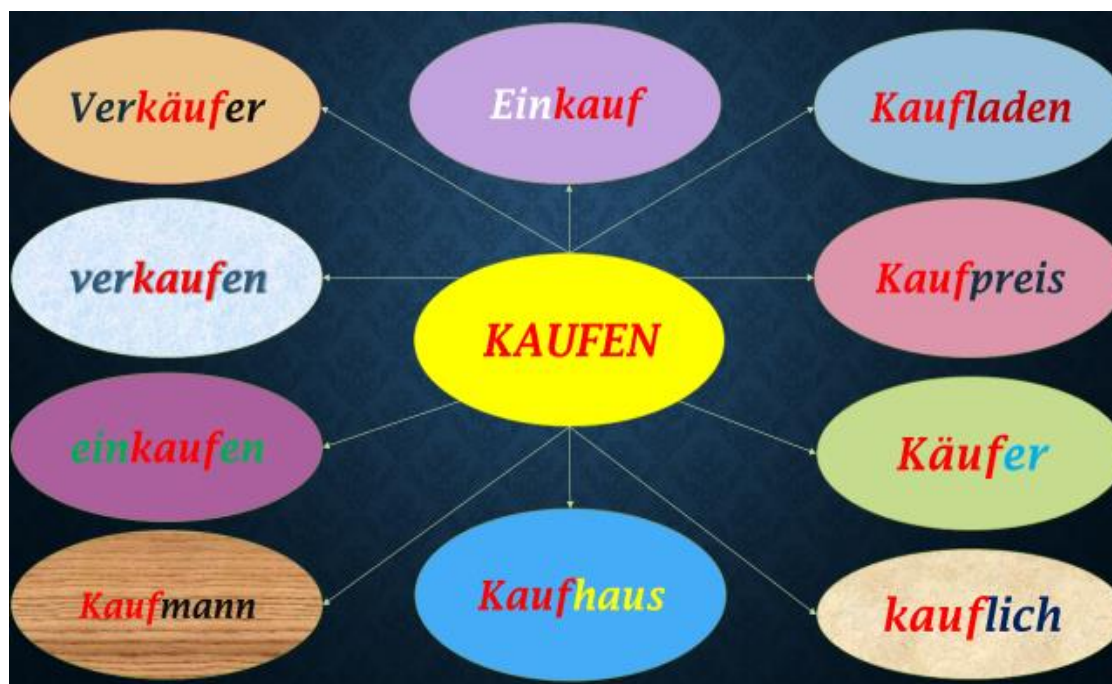 Verkäufer
Einkauf
Kaufladen
verkaufen
Kaufpreis
KAUFEN
einkaufen
Käufer
Kaufmann
Kaufhaus
kauflich